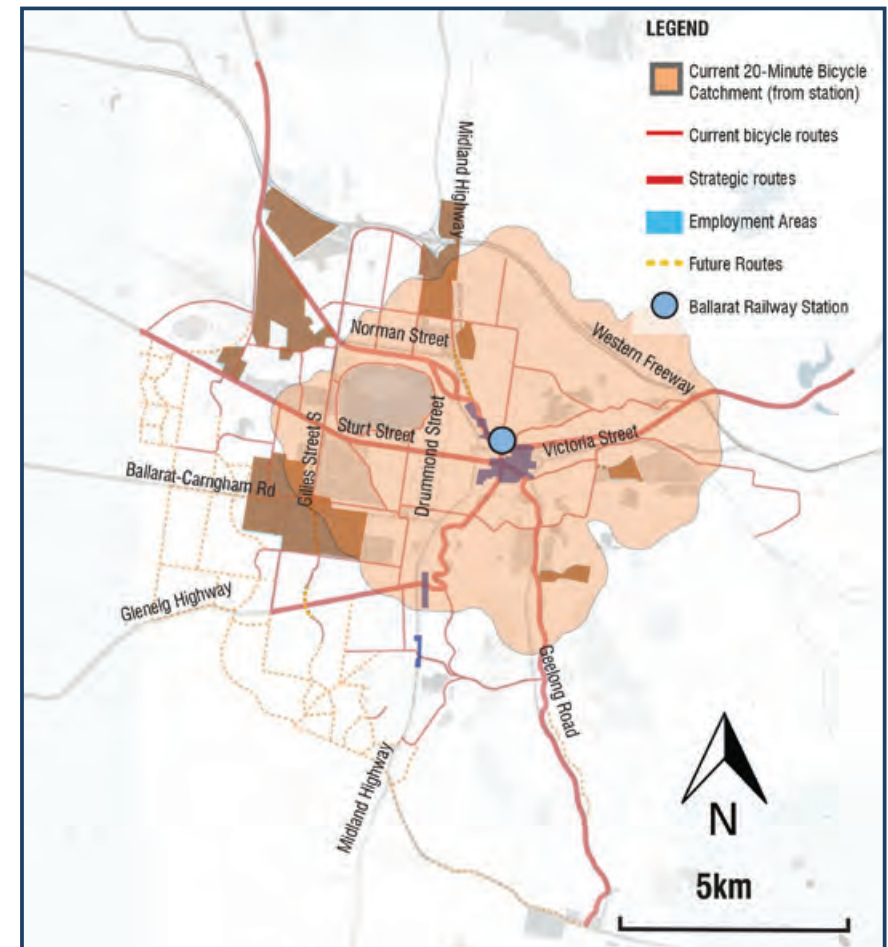 LEGEND
Current 20-Minute Bicycle
Catchment (from station)
Current bicycle routes
Strategic routes
Employment Areas
Future Routes
Ballarat Railway Station
Midland Highway
Western Freeway
Norman Street
Sturt Street
Drummond Street
Victoria Street
Gilles Street S
Ballarat-Carngham Rd
Glenelg Highway
Geelong Road
Midland Highway
N
5km